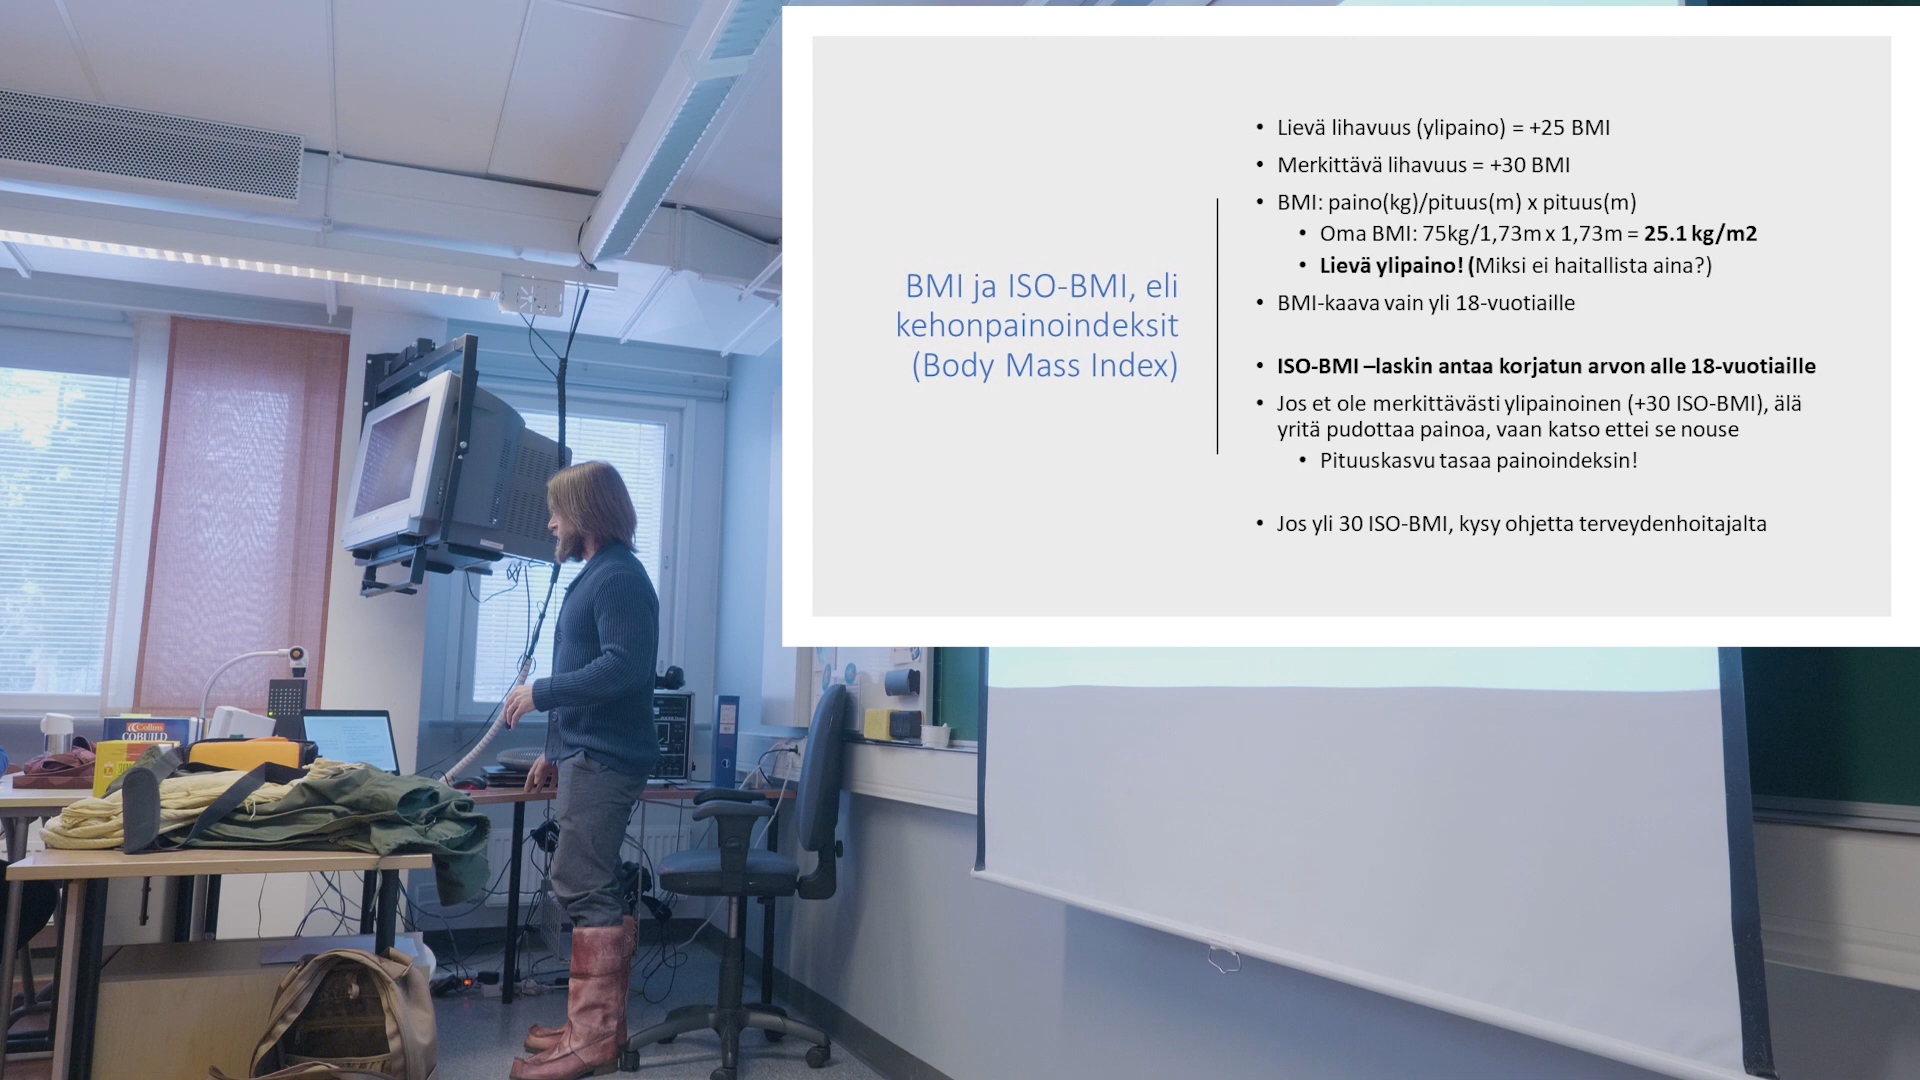 BMI ja ISO-BMI, eli
kehonpainoindeksit
(Body Mass Index)
• Lievä lihavuus (ylipaino) = +25 BMI
• Merkittävä lihavuus = +30 BMI
• BMI: paino(kg)/pituus(m) x pituus(m)
• Oma BMI: 75kg/1,73m x 1,73m = 25.1 kg/m2
• Lievä ylipaino! (Miksi ei haitallista aina?)
• BMI-kaava vain yli 18-vuotiaille
• ISO-BMI –laskin antaa korjatun arvon alle 18-vuotiaille
• Jos et ole merkittävästi ylipainoinen (+30 ISO-BMI), älä
yritä pudottaa painoa, vaan katso ettei se nouse
• Pituuskasvu tasaa painoindeksin!
• Jos yli 30 ISO-BMI, kysy ohjetta terveydenhoitajalta
Collins
COBUILD